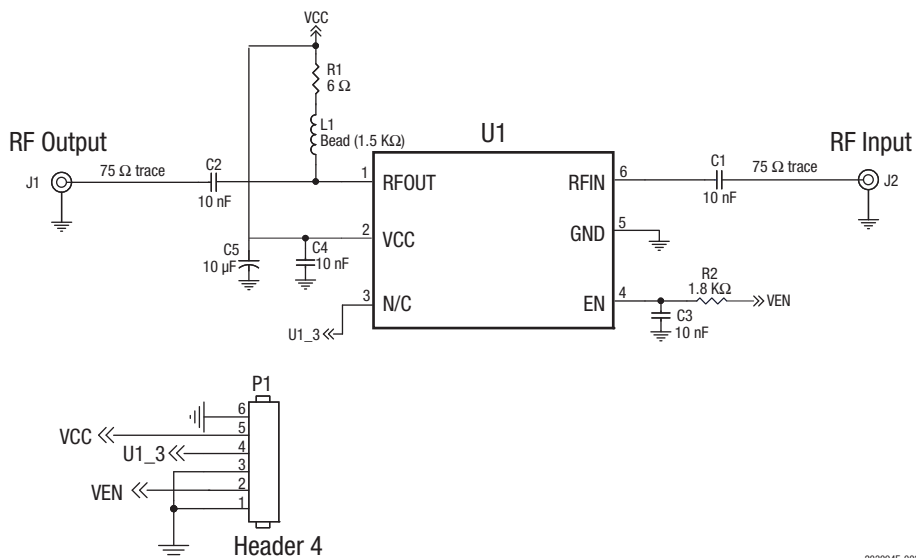 VCC
R1
6 Ω
L1
Bead (1.5 KΩ)
U1
RF Output
RF Input
J1
75 Ω trace
C2
10 nF
1
RFOUT
RFIN
6
C1
10 nF
75 Ω trace
J2
2
VCC
GND
5
C5
10 µF
C4
10 nF
3
N/C
EN
4
R2
1.8 KΩ
VEN
C3
10 nF
U1_3
P1
6
VCC
5
U1_3
4
3
VEN
2
1
Header 4